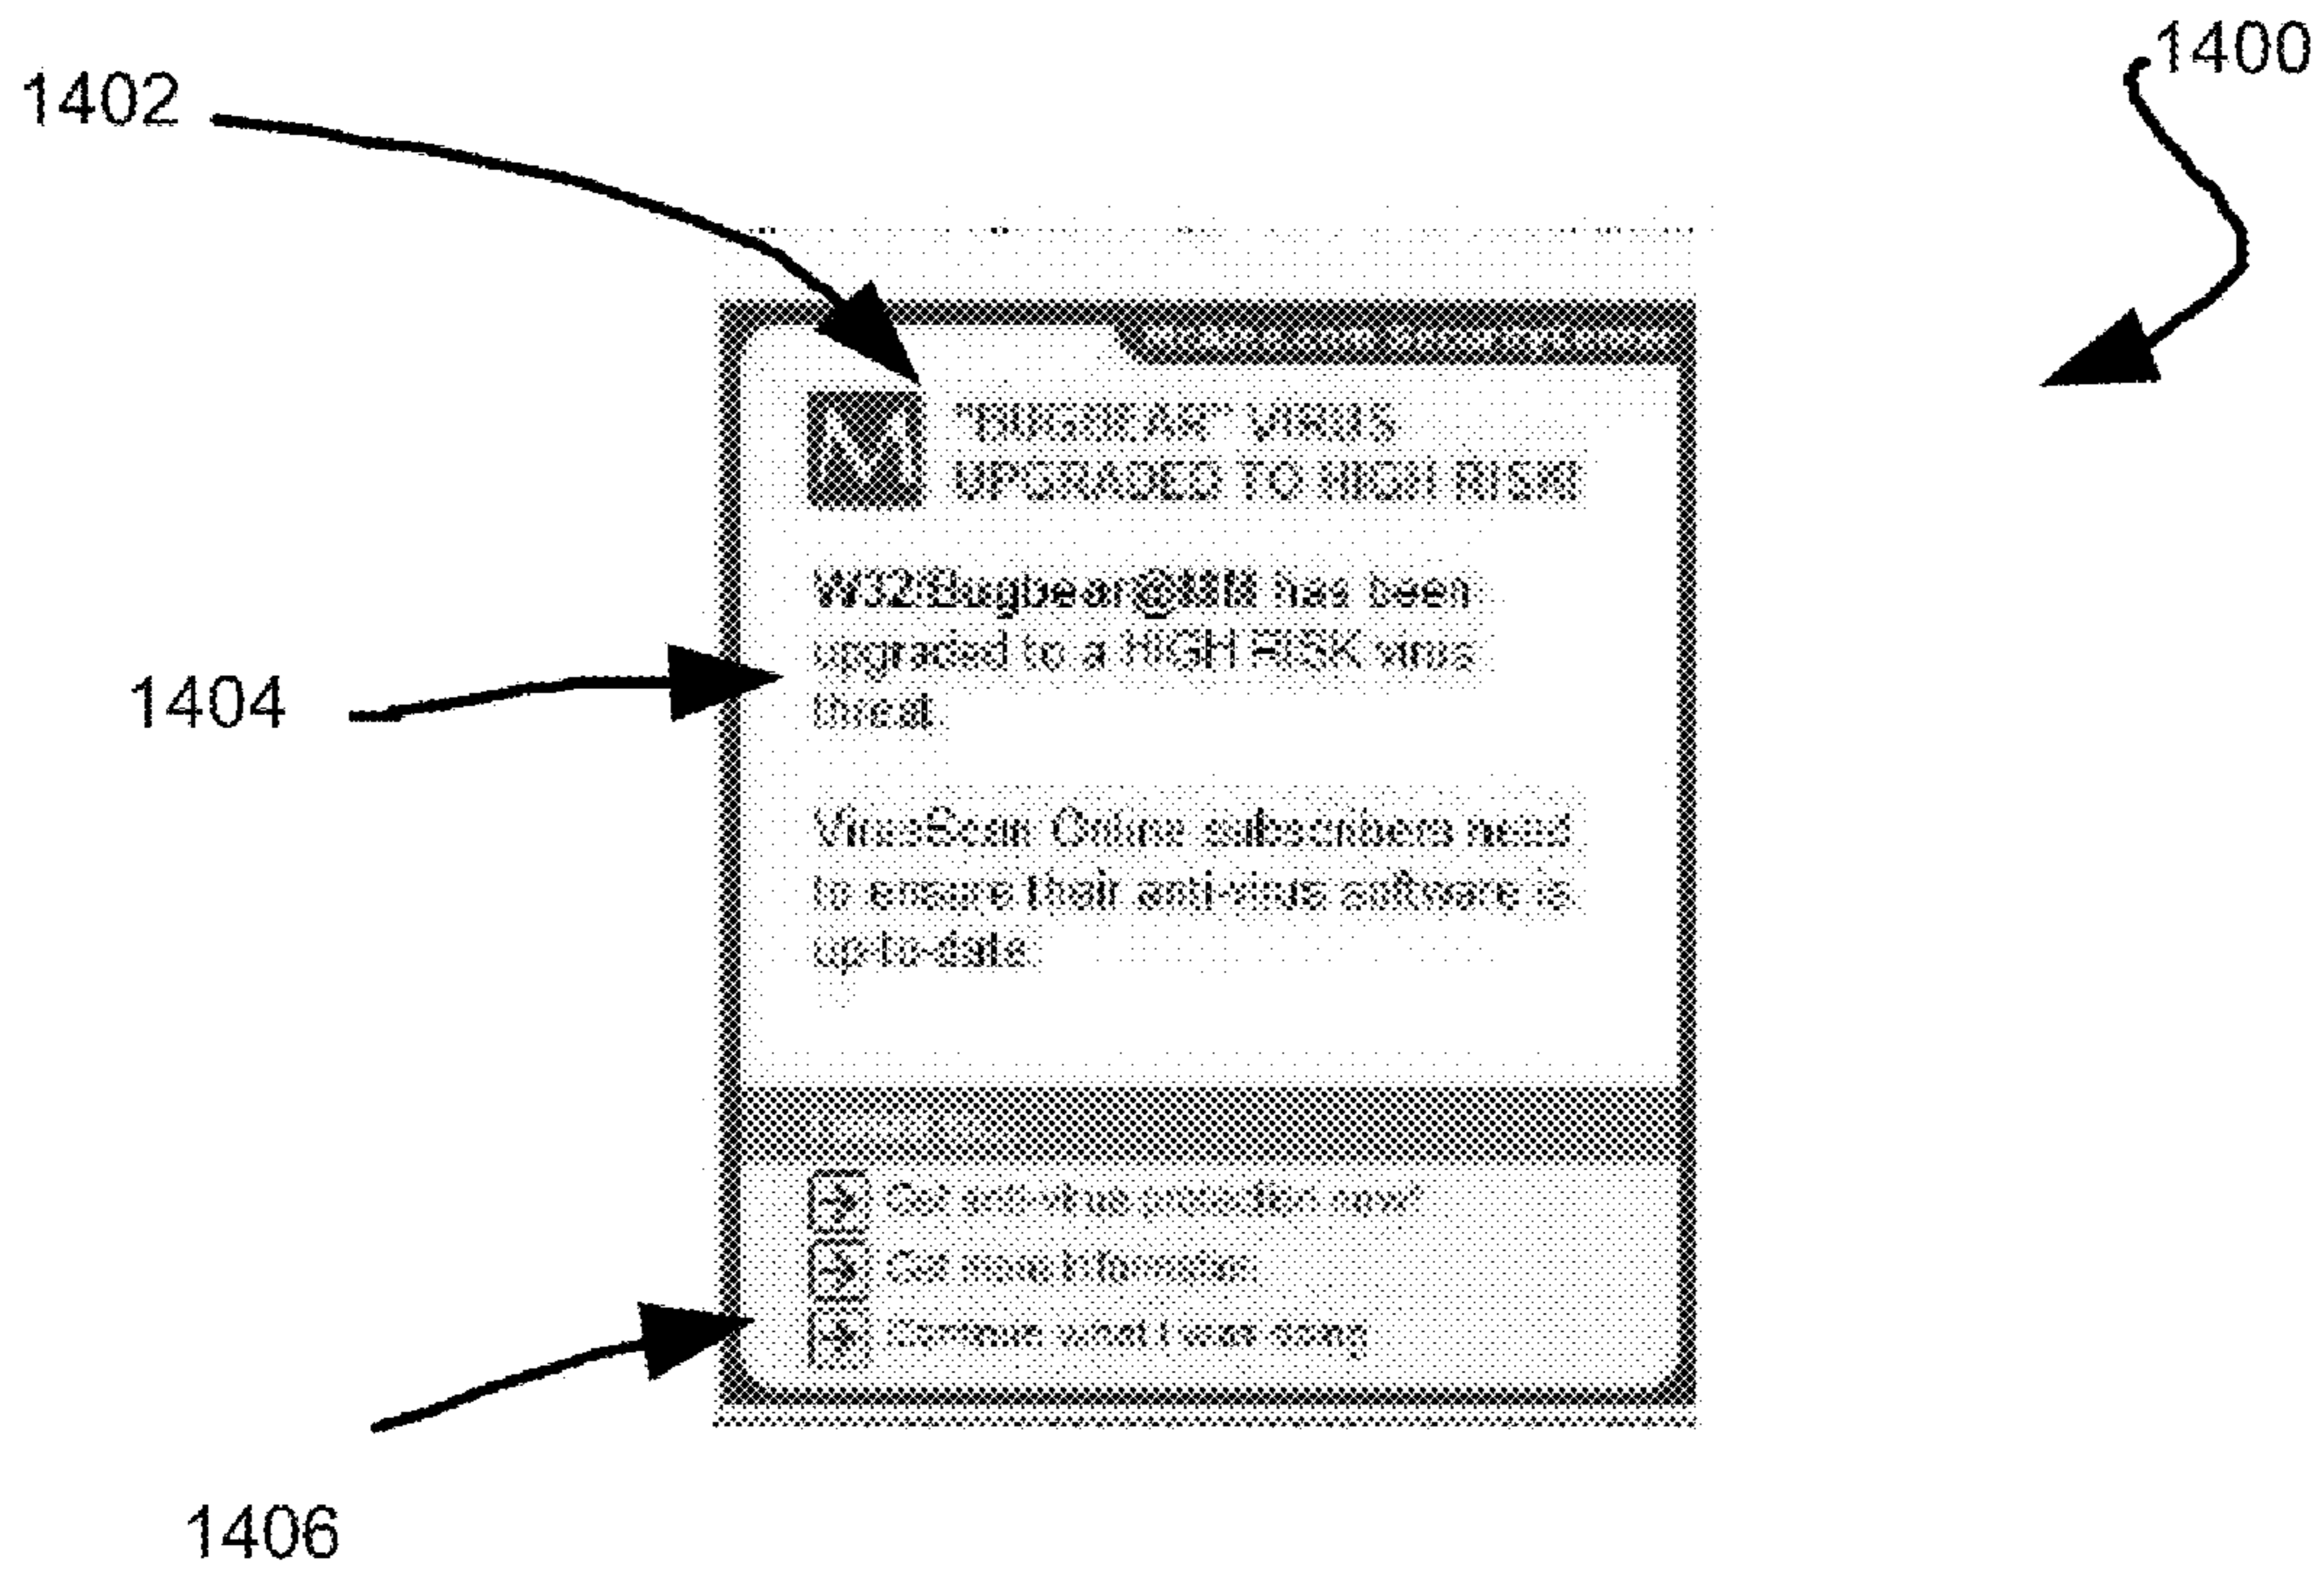 1400
1402
"BUGBEAR" VIRUS
UPGRADED TO HIGH RISK!
W32/Bugbear@MM has been
upgraded to a HIGH RISK virus
threat.
1404
VirusScan Online subscribers need
to ensure their anti-virus software is
up-to-date.
Get anti-virus protection now!
Get more information
Continue what I was doing
1406